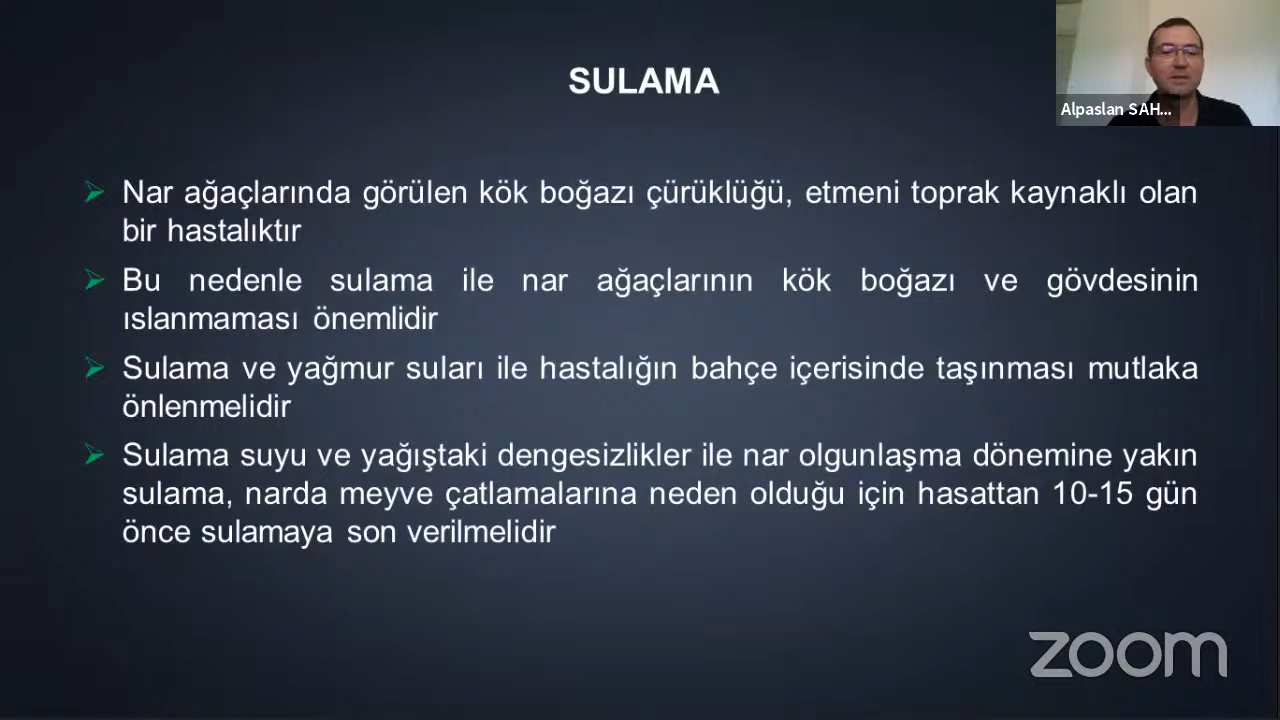 SULAMA
Alpaslan SAH...
Nar ağaçlarında görülen kök boğazı çürüklüğü, etmeni toprak kaynaklı olan
bir hastalıktır
Bu nedenle sulama ile nar ağaçlarının kök boğazı ve gövdesinin
ıslanmaması önemlidir
Sulama ve yağmur suları ile hastalığın bahçe içerisinde taşınması mutlaka
önlenmelidir
Sulama suyu ve yağıştaki dengesizlikler ile nar olgunlaşma dönemine yakın
sulama, narda meyve çatlamalarına neden olduğu için hasattan 10-15 gün
önce sulamaya son verilmelidir
zoom